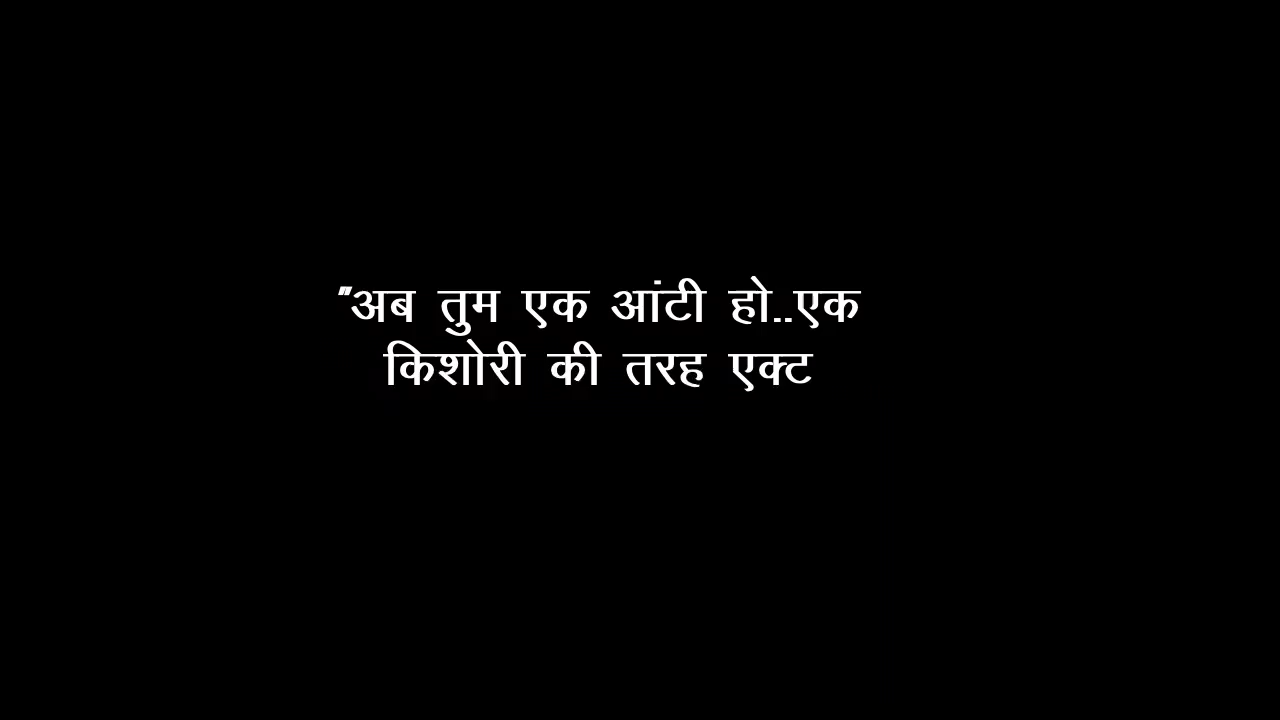 "अब तुम एक आंटी हो..एक
किशोरी की तरह एक्ट